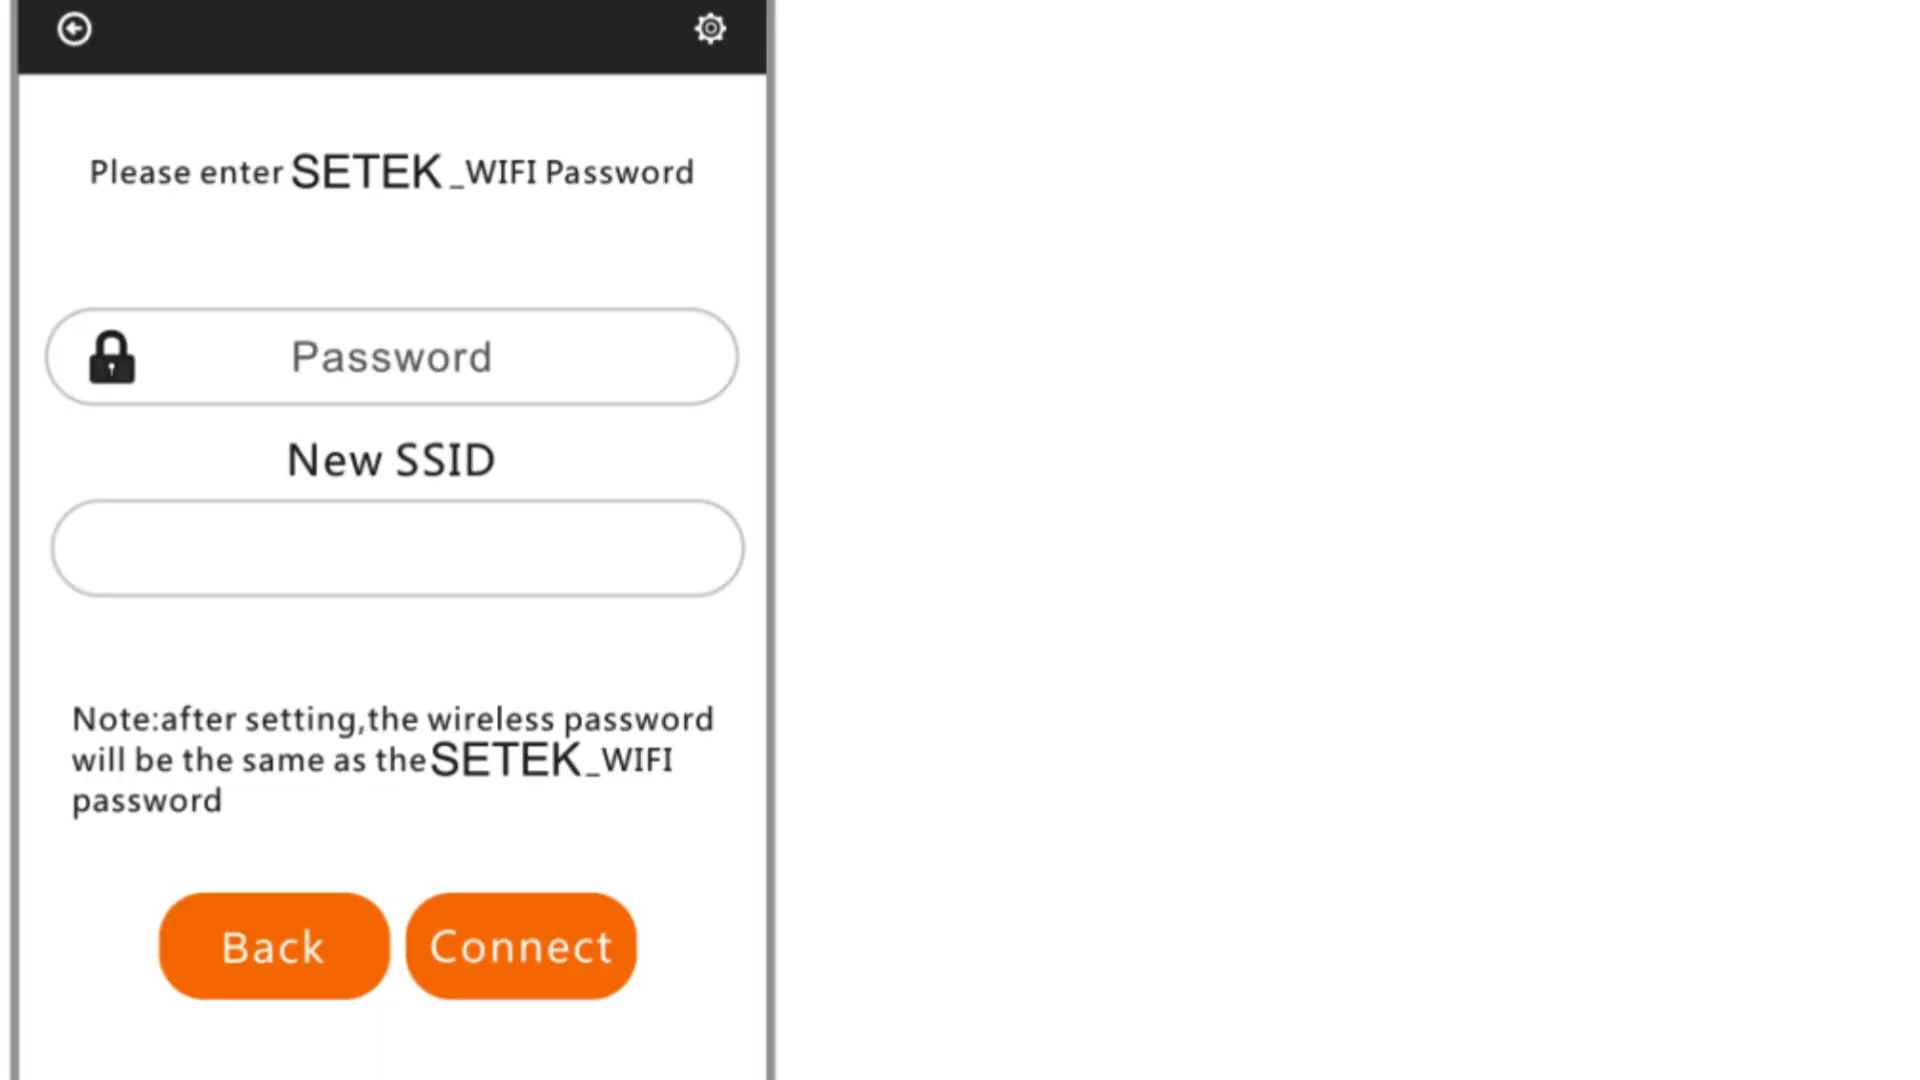 Please enter SETEK_WIFI Password
Password
New SSID
Note:after setting,the wireless password
will be the same as the SETEK_WIFI
password
Back
Connect